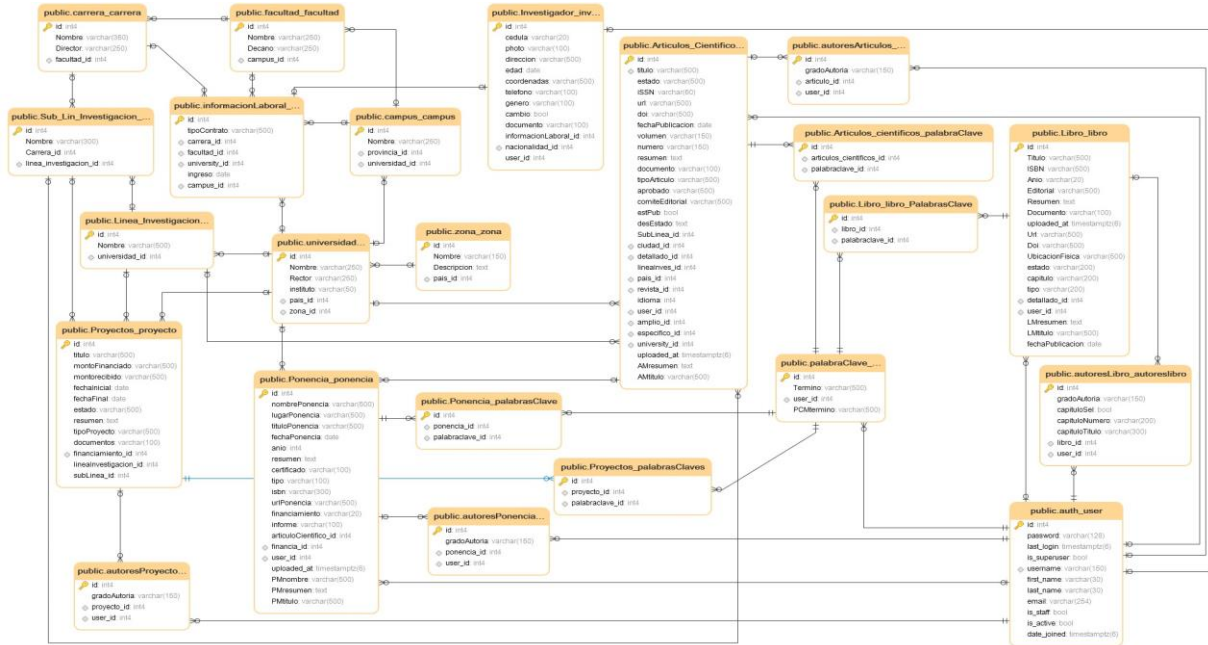 public.carrera_carrera
id int4
Nombre varchar(360)
Director varchar(250)
facultad_id int4
public.facultad_facultad
id int4
Nombre varchar(250)
Decano varchar(250)
campus_id int4
public.Investigador_inv...
id int4
cedula varchar(20)
photo varchar(100)
direccion varchar(500)
edad date
coordenadas varchar(500)
telefono varchar(100)
genero varchar(100)
cambio bool
documento varchar(100)
informacionLaboral_id int4
nacionalidad_id int4
user_id int4
public.Articulos_Cientifico...
id int4
titulo varchar(500)
estado varchar(500)
ISSN varchar(60)
url varchar(500)
doi varchar(500)
fechaPublicacion date
volumen varchar(150)
numero varchar(150)
resumen text
documento varchar(100)
tipoArticulo varchar(500)
aprobado varchar(500)
comiteEditorial varchar(500)
estPub bool
desEstado text
SubLinea_id int4
ciudad_id int4
detallado_id int4
lineaInves_id int4
pais_id int4
revista_id int4
idioma int4
user_id int4
amplio_id int4
especifico_id int4
university_id int4
uploaded_at timestamptz(6)
AMresumen text
AMtitulo varchar(500)
public.autoresArticulos_...
id int4
gradoAutoria varchar(150)
articulo_id int4
user_id int4
public.Sub_Lin_Investigacion_...
id int4
Nombre varchar(300)
Carrera_id int4
linea_investigacion_id int4
public.informacionLaboral_...
id int4
tipoContrato varchar(500)
carrera_id int4
facultad_id int4
university_id int4
ingreso date
campus_id int4
public.campus_campus
id int4
Nombre varchar(250)
provincia_id int4
universidad_id int4
public.Articulos_cientificos_palabraClave
id int4
articulos_cientificos_id int4
palabraclave_id int4
public.Libro_libro
id int4
Titulo varchar(500)
ISBN varchar(500)
Anio varchar(20)
Editorial varchar(500)
Resumen text
Documento varchar(100)
uploaded_at timestamptz(6)
Url varchar(500)
Doi varchar(500)
UbicacionFisica varchar(500)
estado varchar(200)
capitulo varchar(200)
tipo varchar(200)
detallado_id int4
user_id int4
LMresumen text
LMtitulo varchar(500)
fechaPublicacion date
public.Libro_libro_PalabrasClave
id int4
libro_id int4
palabraclave_id int4
public.Linea_Investigacion...
id int4
Nombre varchar(500)
universidad_id int4
public.universidad...
id int4
Nombre varchar(250)
Rector varchar(250)
instituto varchar(50)
pais_id int4
zona_id int4
public.zona_zona
id int4
Nombre varchar(150)
Descripcion text
pais_id int4
public.Proyectos_proyecto
id int4
titulo varchar(500)
montoFinanciado varchar(500)
montorecibido varchar(500)
fechaInicial date
fechaFinal date
estado varchar(500)
resumen text
tipoProyecto varchar(500)
documentos varchar(100)
financiamiento_id int4
lineainvestigacion_id int4
subLinea_id int4
public.Ponencia_ponencia
id int4
nombrePonencia varchar(500)
lugarPonencia varchar(500)
tituloPonencia varchar(500)
fechaPonencia date
anio int4
resumen text
certificado varchar(100)
tipo varchar(100)
isbn varchar(300)
urlPonencia varchar(500)
financiamiento varchar(20)
informe varchar(100)
articuloCientifico_id int4
financia_id int4
user_id int4
uploaded_at timestamptz(6)
PMnombre varchar(500)
PMresumen text
PMtitulo varchar(500)
public.Ponencia_palabrasClave
id int4
ponencia_id int4
palabraclave_id int4
public.palabraClave_...
id int4
Termino varchar(500)
user_id int4
PCMtermino varchar(500)
public.autoresLibro_autoreslibro
id int4
gradoAutoria varchar(150)
capituloSel bool
capituloNumero varchar(200)
capituloTitulo varchar(300)
libro_id int4
user_id int4
public.Proyectos_palabrasClaves
id int4
proyecto_id int4
palabraclave_id int4
public.autoresPonencia...
id int4
gradoAutoria varchar(150)
ponencia_id int4
user_id int4
public.auth_user
id int4
password varchar(128)
last_login timestamptz(6)
is_superuser bool
username varchar(150)
first_name varchar(30)
last_name varchar(30)
email varchar(254)
is_staff bool
is_active bool
date_joined timestamptz(6)
public.autoresProyecto...
id int4
gradoAutoria varchar(150)
proyecto_id int4
user_id int4